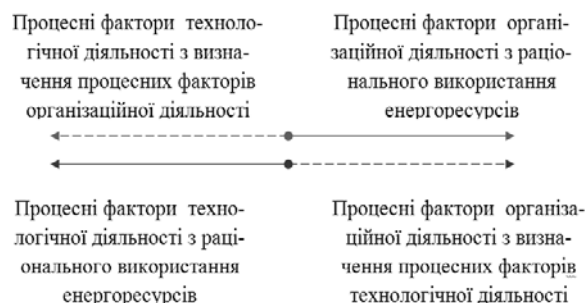 Процесні фактори техноло-
гічної діяльності з визна-
чення процесних факторів
організаційної діяльності
Процесні фактори органі-
заційної діяльності з раціо-
нального використання
енергоресурсів
Процесні фактори техно-
логічної діяльності з раці-
онального використання
енергоресурсів
Процесні фактори організа-
ційної діяльності з визна-
чення процесних факторів
технологічної діяльності